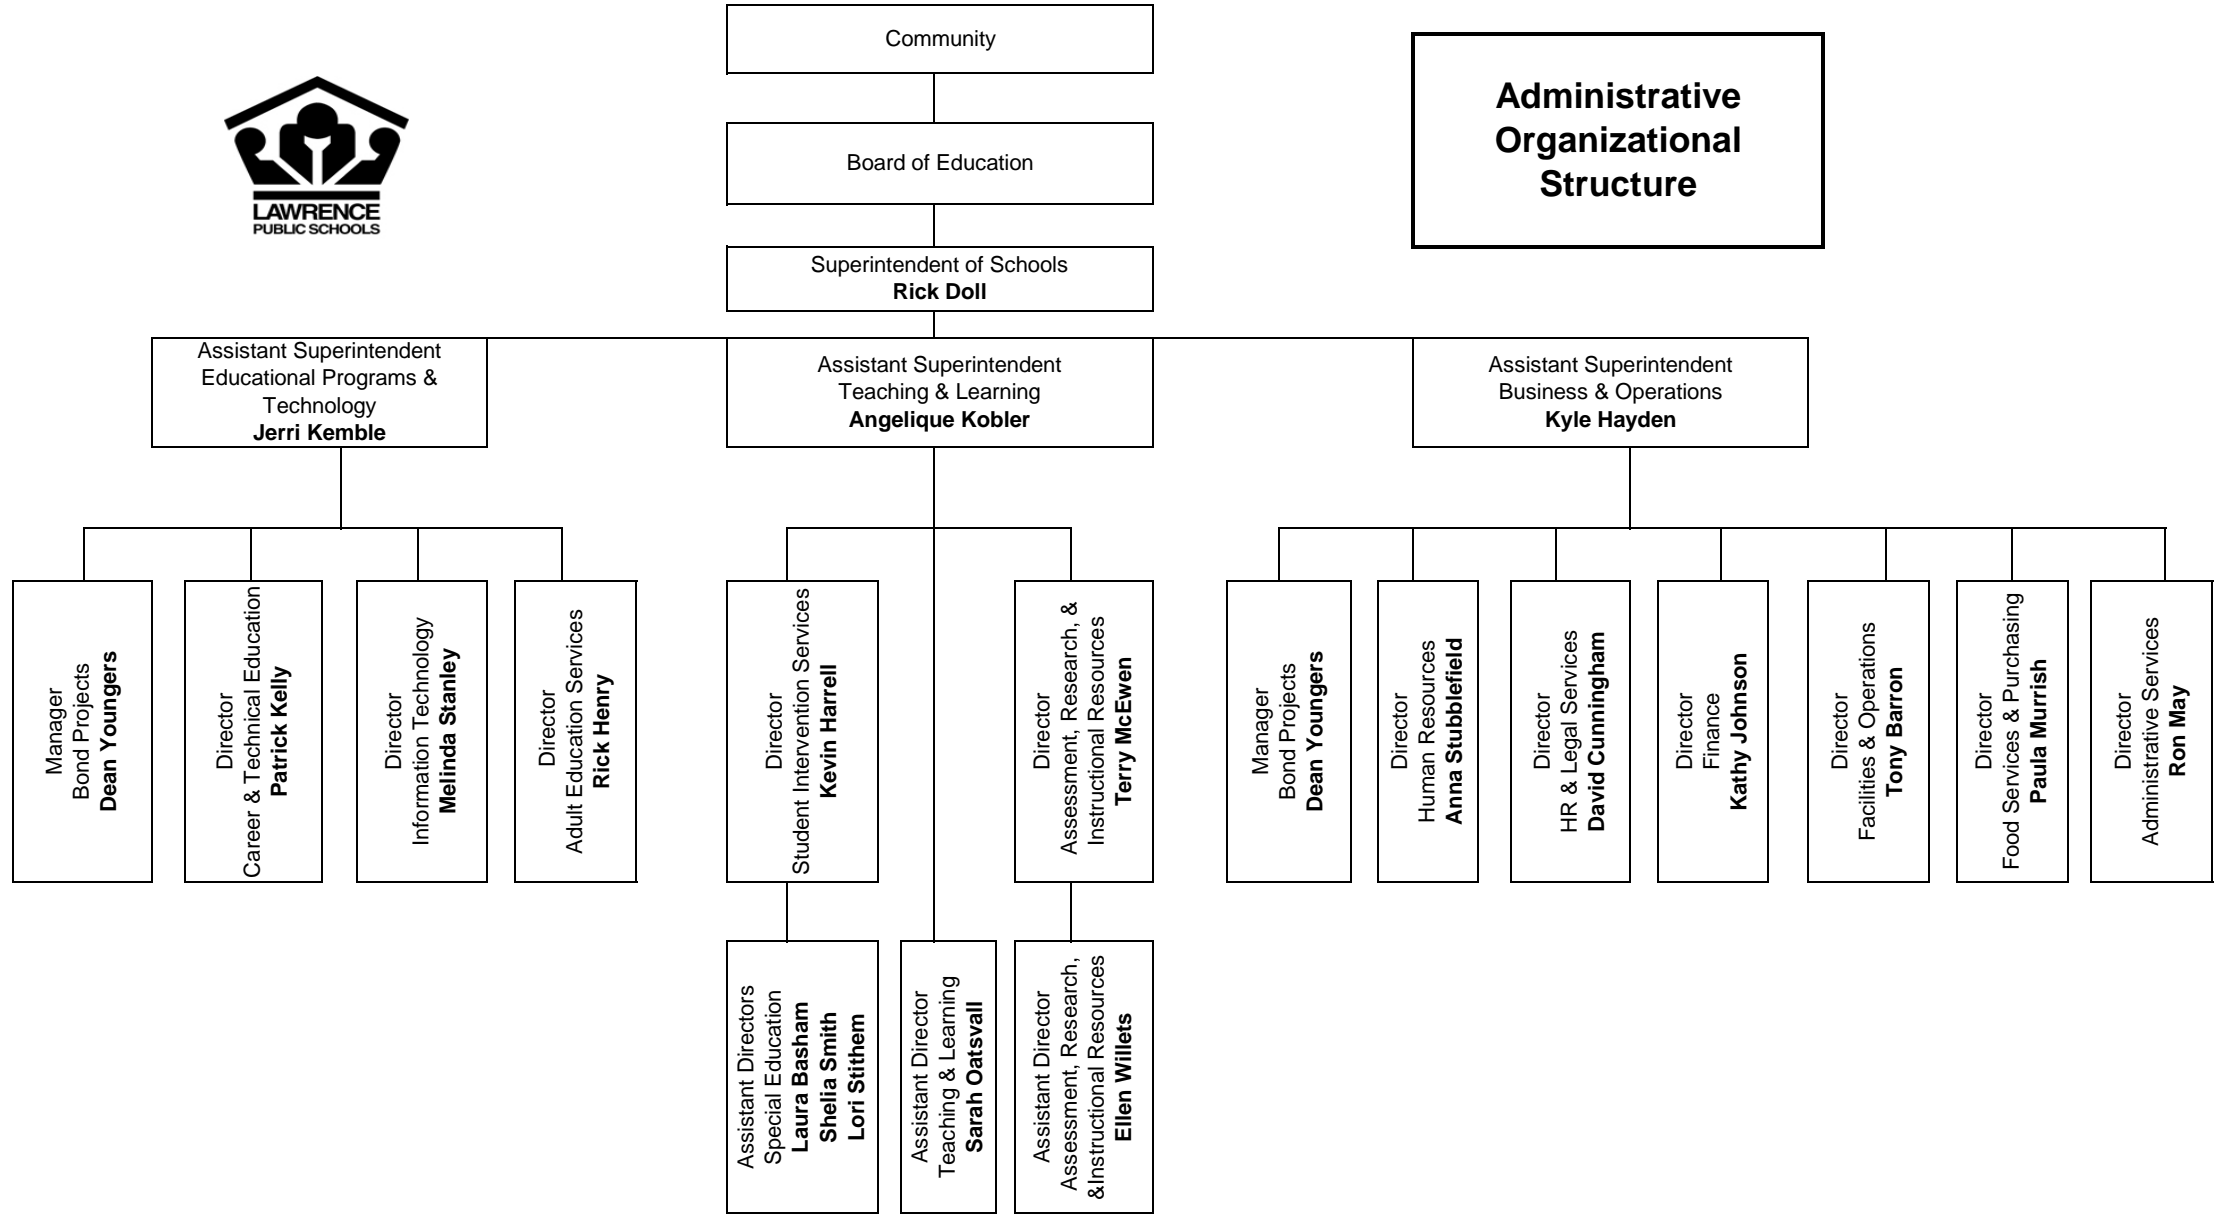 Community
Administrative
Organizational
Structure
Board of Education
LAWRENCE
PUBLIC SCHOOLS
Superintendent of Schools
Rick Doll
Assistant Superintendent
Educational Programs &
Technology
Jerri Kemble
Assistant Superintendent
Teaching & Learning
Angelique Kobler
Assistant Superintendent
Business & Operations
Kyle Hayden
Manager
Bond Projects
Dean Youngers
Director
Career & Technical Education
Patrick Kelly
Director
Information Technology
Melinda Stanley
Director
Adult Education Services
Rick Henry
Director
Student Intervention Services
Kevin Harrell
Director
Assessment, Research, &
Instructional Resources
Terry McEwen
Manager
Bond Projects
Dean Youngers
Director
Human Resources
Anna Stubblefield
Director
HR & Legal Services
David Cunningham
Director
Finance
Kathy Johnson
Director
Facilities & Operations
Tony Barron
Director
Food Services & Purchasing
Paula Murrish
Director
Administrative Services
Ron May
Assistant Directors
Special Education
Laura Basham
Shelia Smith
Lori Stithem
Assistant Director
Teaching & Learning
Sarah Oatsvall
Assistant Director
Assessment, Research,
&Instructional Resources
Ellen Willets